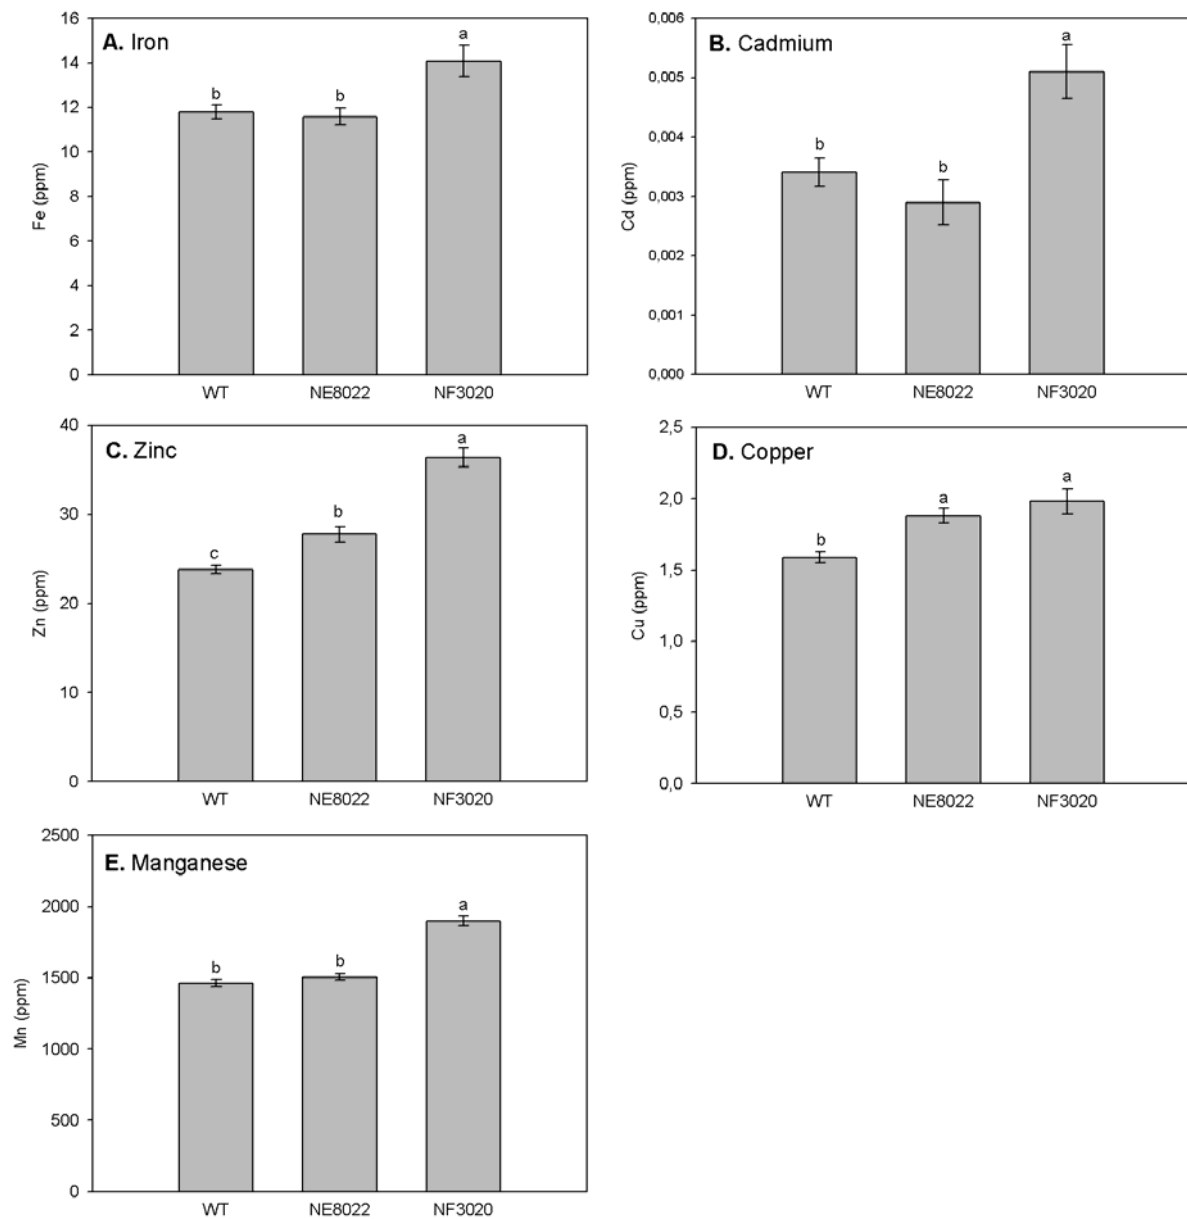 A. Iron
Fe (ppm)
16
14
12
10
8
6
4
2
0
b
b
a
WT
NE8022
NF3020
B. Cadmium
Cd (ppm)
0,006
0,005
0,004
0,003
0,002
0,001
0,000
b
b
a
WT
NE8022
NF3020
C. Zinc
Zn (ppm)
40
30
20
10
0
c
b
a
WT
NE8022
NF3020
D. Copper
Cu (ppm)
2,5
2,0
1,5
1,0
0,5
0,0
b
a
a
WT
NE8022
NF3020
E. Manganese
Mn (ppm)
2500
2000
1500
1000
500
0
b
b
a
WT
NE8022
NF3020